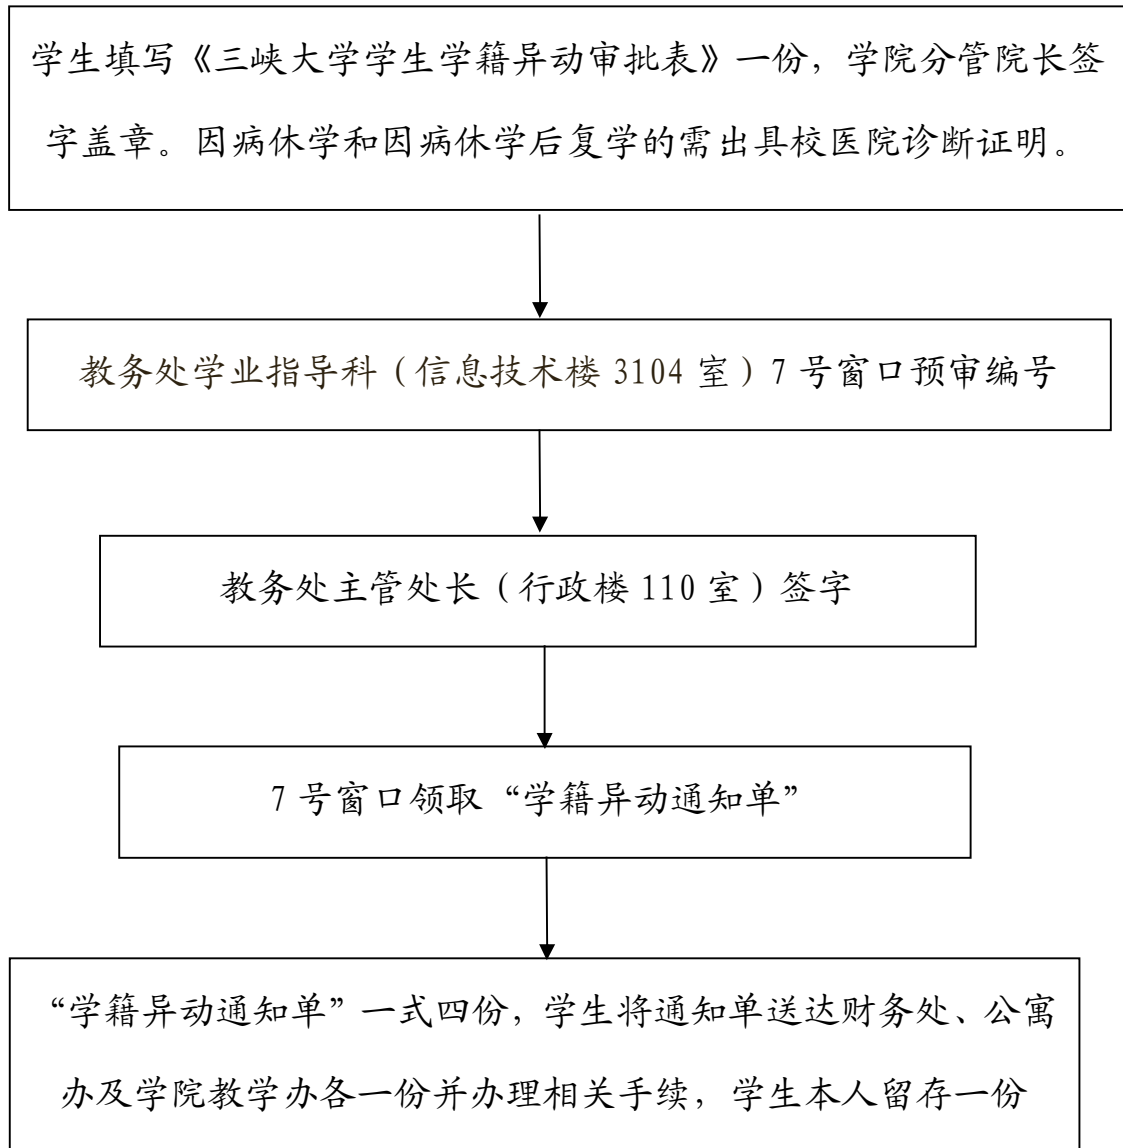 学生填写《三峡大学学生学籍异动审批表》一份，学院分管院长签
字盖章。因病休学和因病休学后复学的需出具校医院诊断证明。
教务处学业指导科（信息技术楼 3104 室）7 号窗口预审编号
教务处主管处长（行政楼 110 室）签字
7 号窗口领取“学籍异动通知单”
“学籍异动通知单”一式四份，学生将通知单送达财务处、公寓
办及学院教学办各一份并办理相关手续，学生本人留存一份